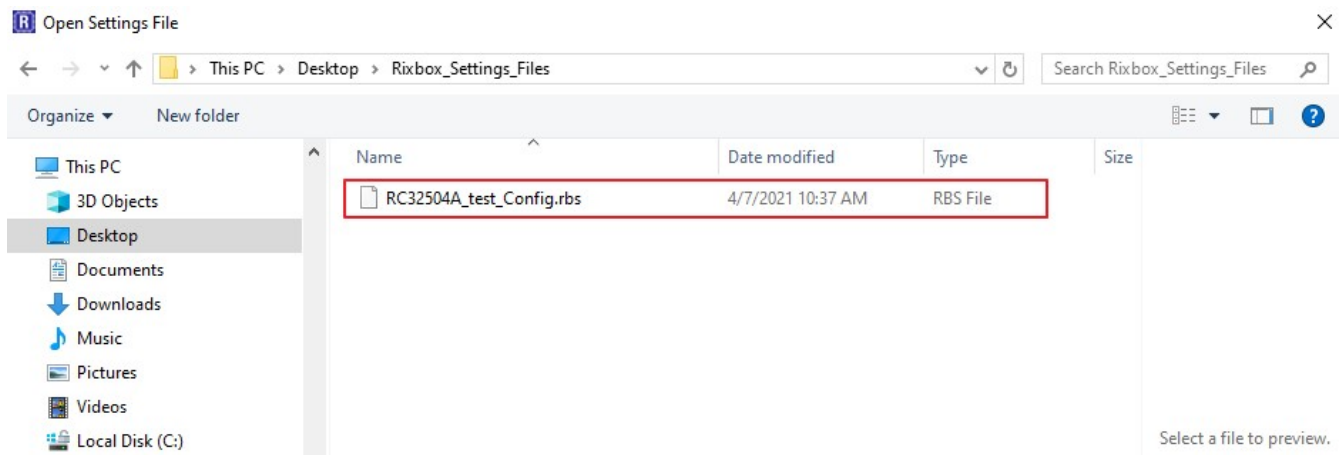 R Open Settings File
This PC > Desktop > Rixbox_Settings_Files
Search Rixbox_Settings_Files
Organize New folder
?
Name Date modified Type Size
RC32504A_test_Config.rbs 4/7/2021 10:37 AM RBS File
This PC
3D Objects
Desktop
Documents
Downloads
Music
Pictures
Videos
Local Disk (C:)
Select a file to preview.